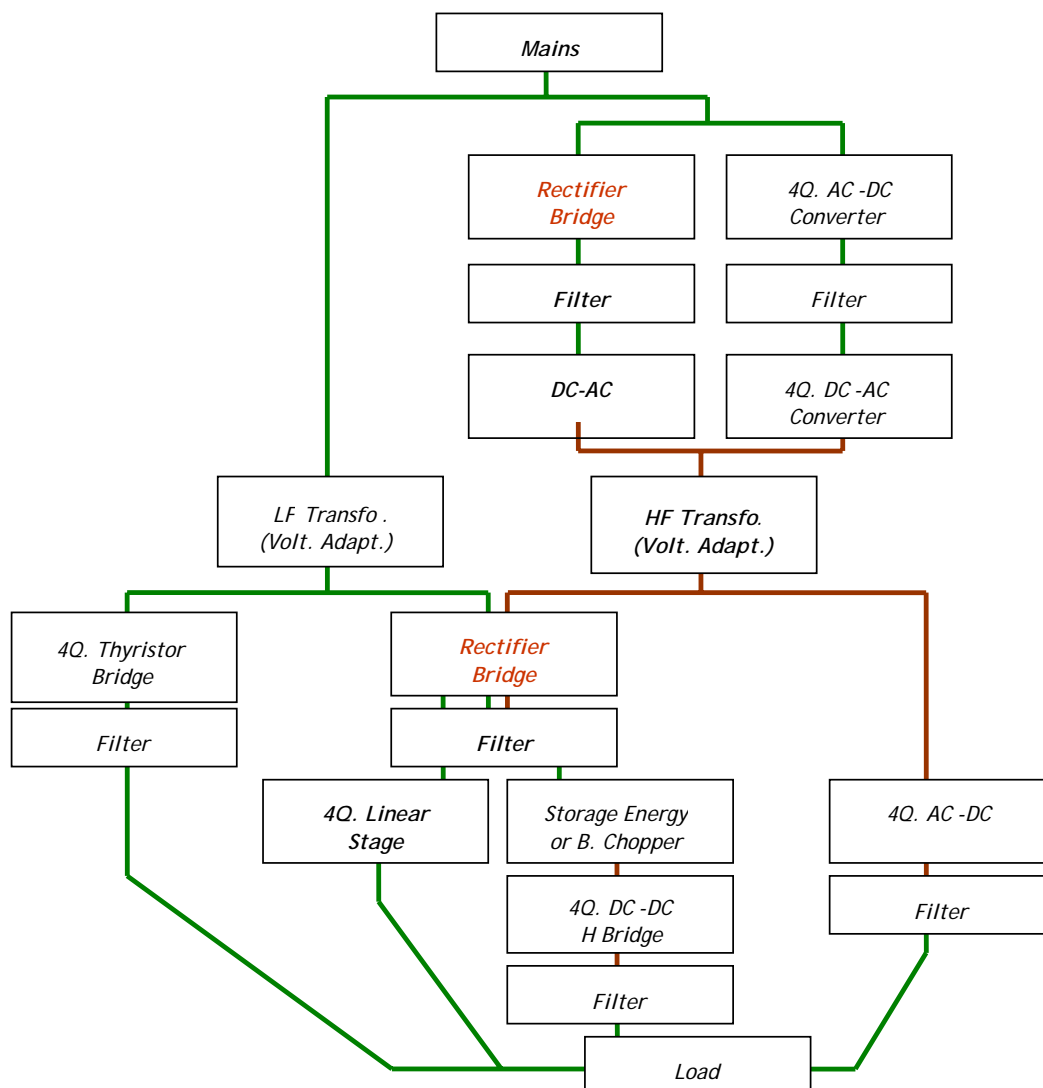 Mains
Rectifier
Bridge
4Q. AC -DC
Converter
Filter
Filter
DC-AC
4Q. DC -AC
Converter
LF Transfo .
(Volt. Adapt.)
HF Transfo.
(Volt. Adapt.)
4Q. Thyristor
Bridge
Rectifier
Bridge
Filter
Filter
4Q. Linear
Stage
Storage Energy
or B. Chopper
4Q. AC -DC
4Q. DC -DC
H Bridge
Filter
Filter
Load